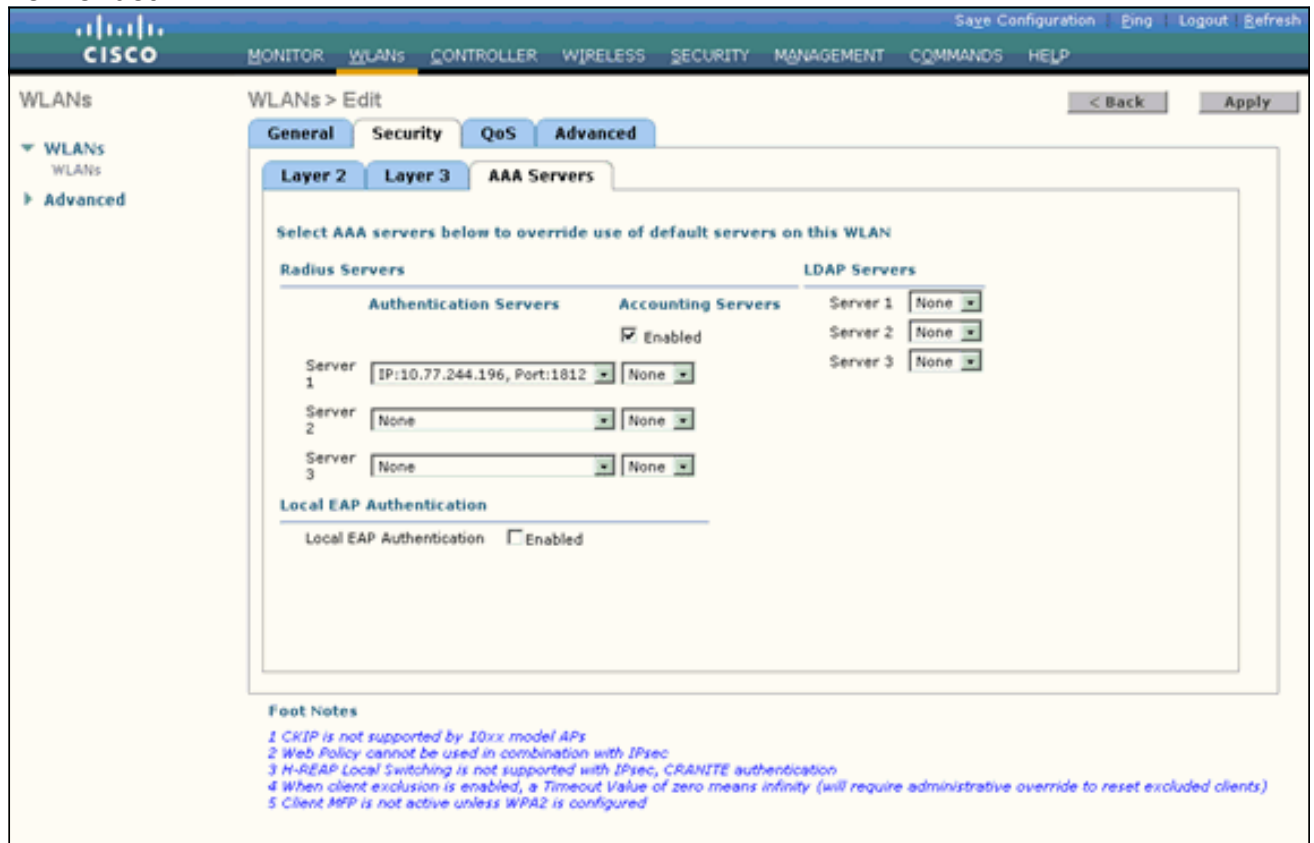 Save Configuration | Ping | Logout | Refresh
CISCO
MONITOR WLANs CONTROLLER WIRELESS SECURITY MANAGEMENT COMMANDS HELP
WLANs
WLANs > Edit
< Back
Apply
WLANs
WLANs
Advanced
General
Security
QoS
Advanced
Layer 2
Layer 3
AAA Servers
Select AAA servers below to override use of default servers on this WLAN
Radius Servers
LDAP Servers
Authentication Servers
Accounting Servers
Server 1 None
Enabled
Server 2 None
Server 3 None
Server 1 IP:10.77.244.196, Port:1812 None
Server 2 None None
Server 3 None None
Local EAP Authentication
Local EAP Authentication Enabled
Foot Notes
1 CKIP is not supported by 10xx model APs
2 Web Policy cannot be used in combination with IPsec
3 H-REAP Local Switching is not supported with IPsec, CRANITE authentication
4 When client exclusion is enabled, a Timeout Value of zero means infinity (will require administrative override to reset excluded clients)
5 Client MFP is not active unless WPA2 is configured